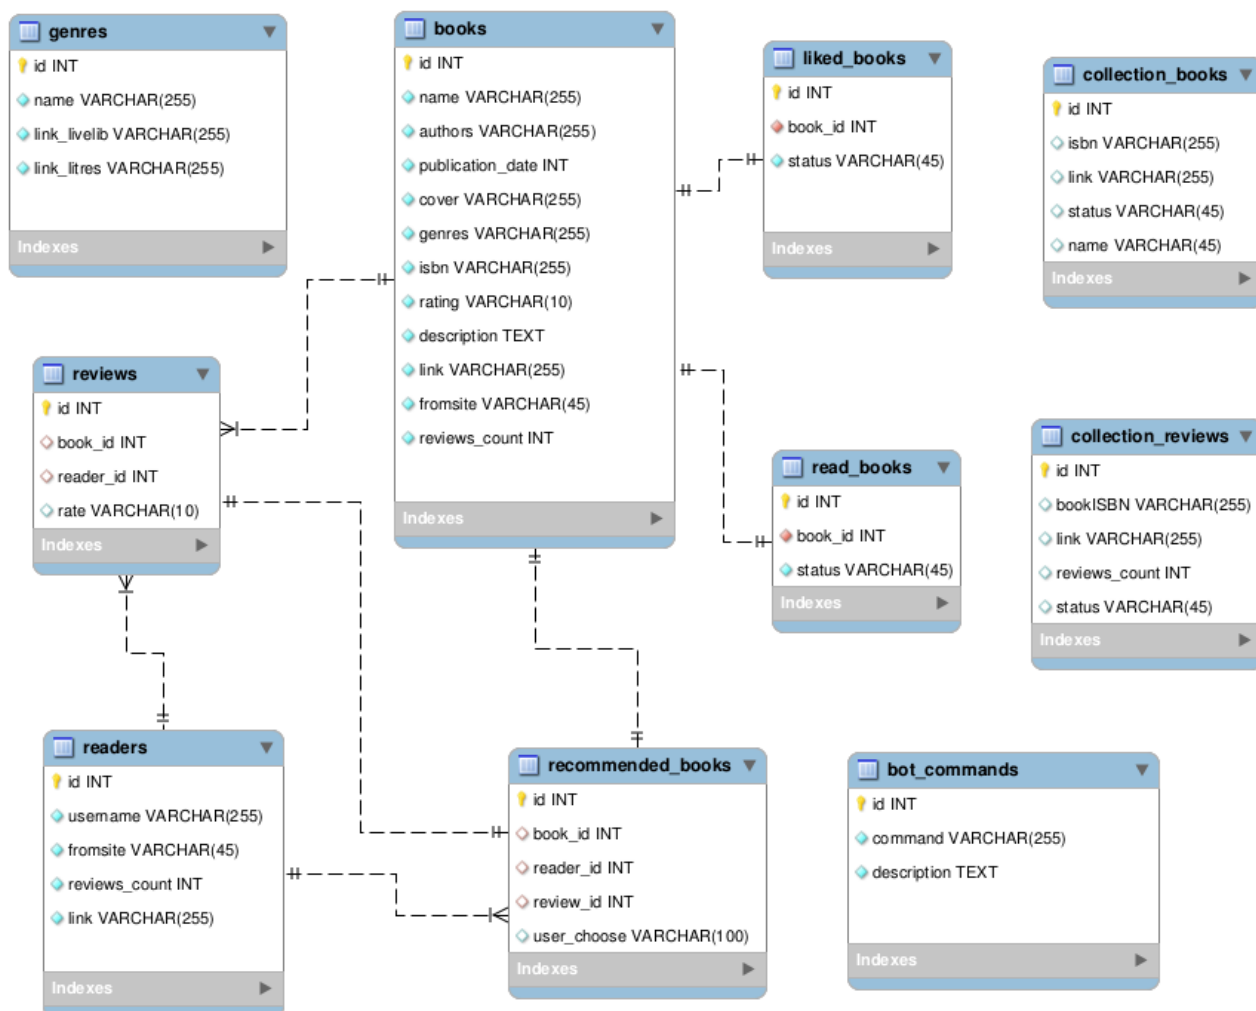 genres
id INT
name VARCHAR(255)
link_livelib VARCHAR(255)
link_litres VARCHAR(255)
Indexes
books
id INT
name VARCHAR(255)
authors VARCHAR(255)
publication_date INT
cover VARCHAR(255)
genres VARCHAR(255)
isbn VARCHAR(255)
rating VARCHAR(10)
description TEXT
link VARCHAR(255)
fromsite VARCHAR(45)
reviews_count INT
Indexes
liked_books
id INT
book_id INT
status VARCHAR(45)
Indexes
collection_books
id INT
isbn VARCHAR(255)
link VARCHAR(255)
status VARCHAR(45)
name VARCHAR(45)
Indexes
reviews
id INT
book_id INT
reader_id INT
rate VARCHAR(10)
Indexes
read_books
id INT
book_id INT
status VARCHAR(45)
Indexes
collection_reviews
id INT
bookISBN VARCHAR(255)
link VARCHAR(255)
reviews_count INT
status VARCHAR(45)
Indexes
readers
id INT
username VARCHAR(255)
fromsite VARCHAR(45)
reviews_count INT
link VARCHAR(255)
Indexes
recommended_books
id INT
book_id INT
reader_id INT
review_id INT
user_choose VARCHAR(100)
Indexes
bot_commands
id INT
command VARCHAR(255)
description TEXT
Indexes